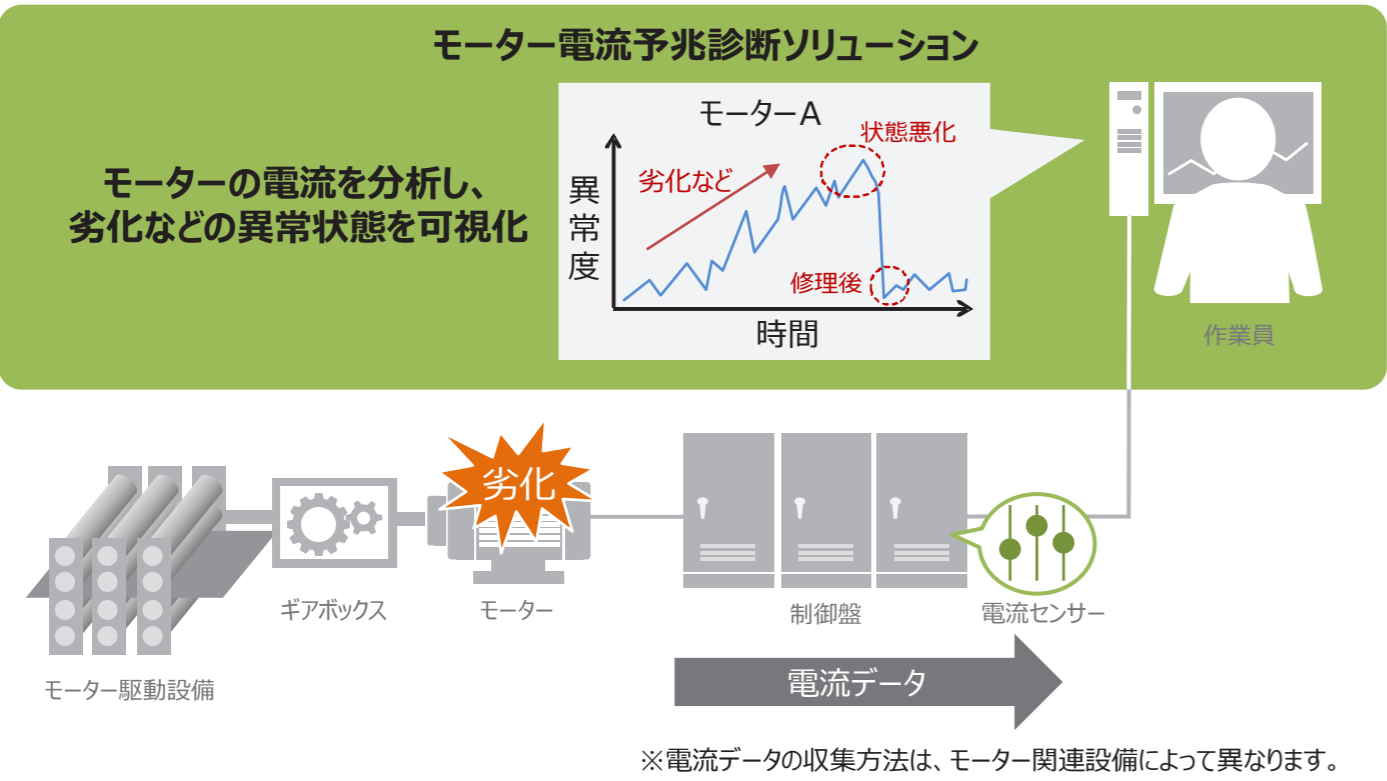 モーター電流予兆診断ソリューション
モーターの電流を分析し、
劣化などの異常状態を可視化
モーターA
状態悪化
劣化など
異常度
修理後
時間
作業員
劣化
ギアボックス
モーター
制御盤
電流センサー
モーター駆動設備
電流データ
※電流データの収集方法は、モーター関連設備によって異なります。